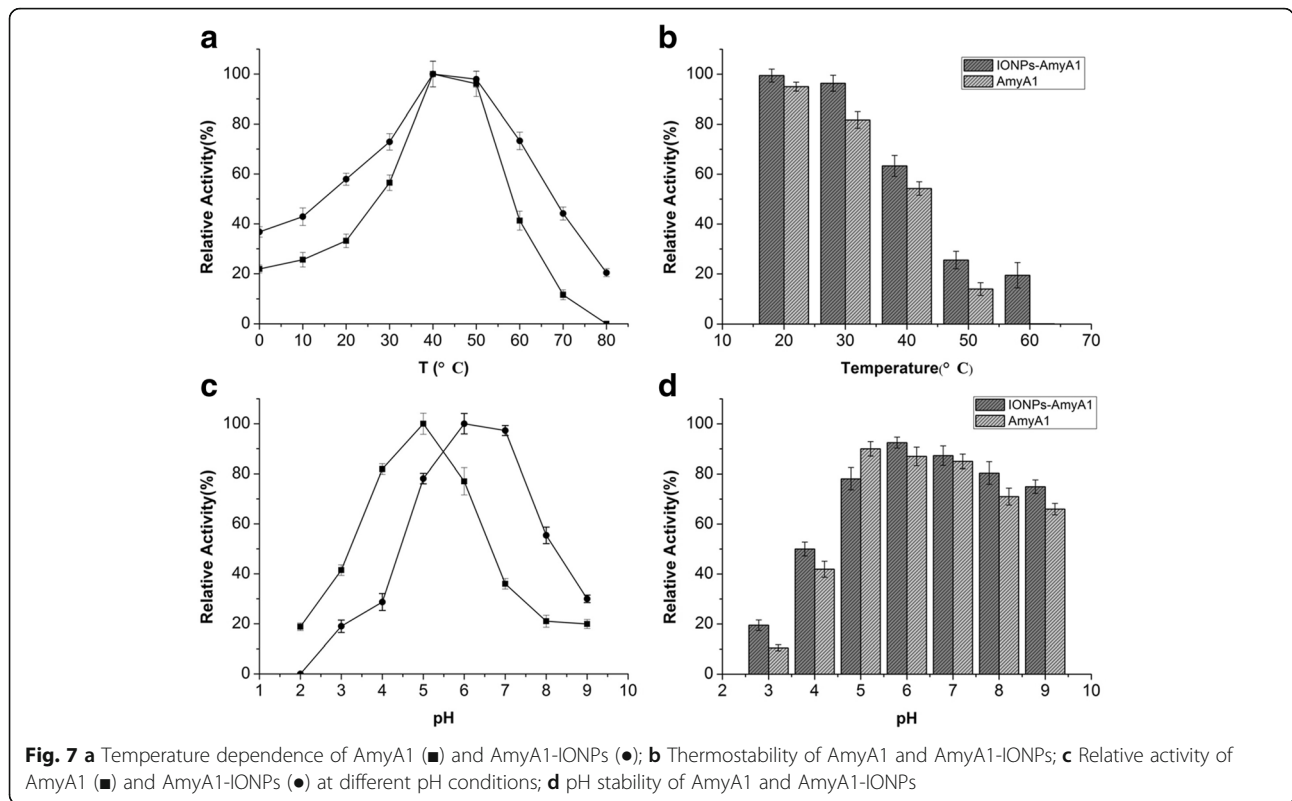 a
100
80
60
40
20
0
Relative Activity(%)
0 10 20 30 40 50 60 70 80
T (° C)
b
IONPs-AmyA1
AmyA1
100
80
60
40
20
0
Relative Activity(%)
10 20 30 40 50 60 70
Temperature(° C)
c
100
80
60
40
20
0
Relative Activity(%)
1 2 3 4 5 6 7 8 9 10
pH
d
IONPs-AmyA1
AmyA1
100
80
60
40
20
0
Relative Activity(%)
2 3 4 5 6 7 8 9 10
pH
Fig. 7 a Temperature dependence of AmyA1 (■) and AmyA1-IONPs (●); b Thermostability of AmyA1 and AmyA1-IONPs; c Relative activity of
AmyA1 (■) and AmyA1-IONPs (●) at different pH conditions; d pH stability of AmyA1 and AmyA1-IONPs